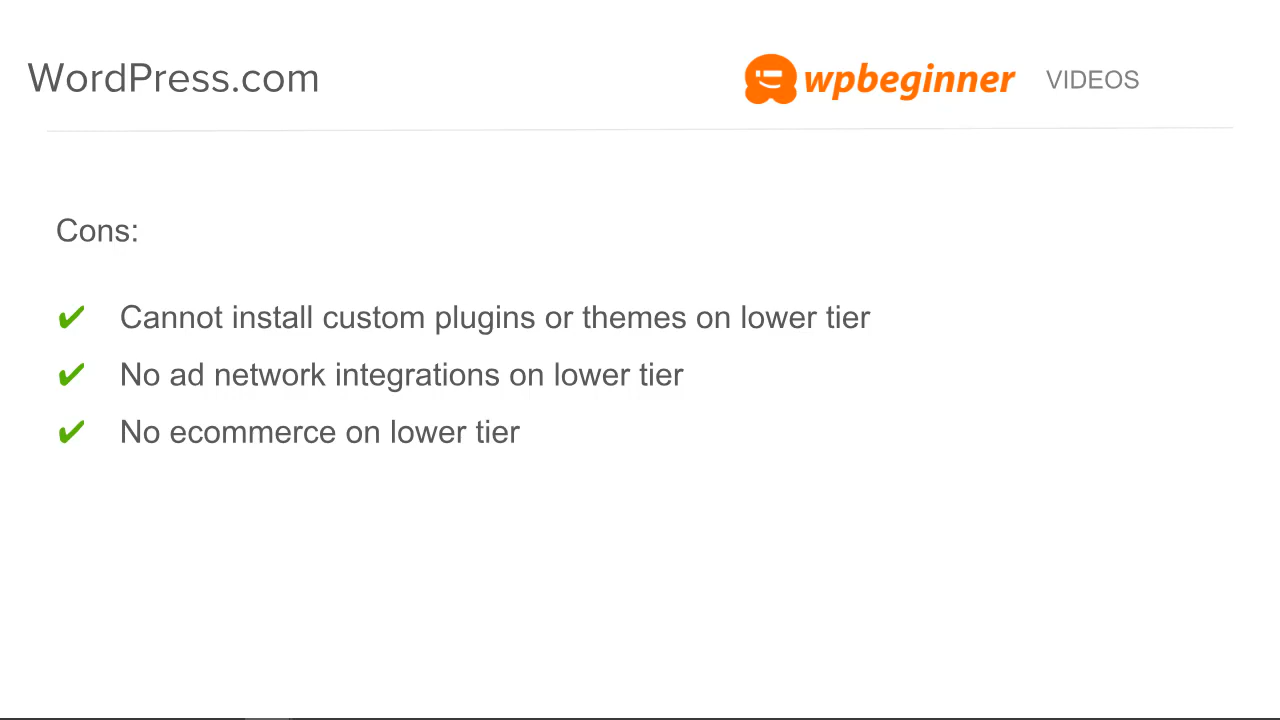 WordPress.com
wpbeginner VIDEOS
Cons:
✔ Cannot install custom plugins or themes on lower tier
✔ No ad network integrations on lower tier
✔ No ecommerce on lower tier